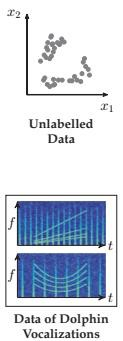 x₂
x₁
Unlabelled
Data
f
t
f
t
Data of Dolphin
Vocalizations